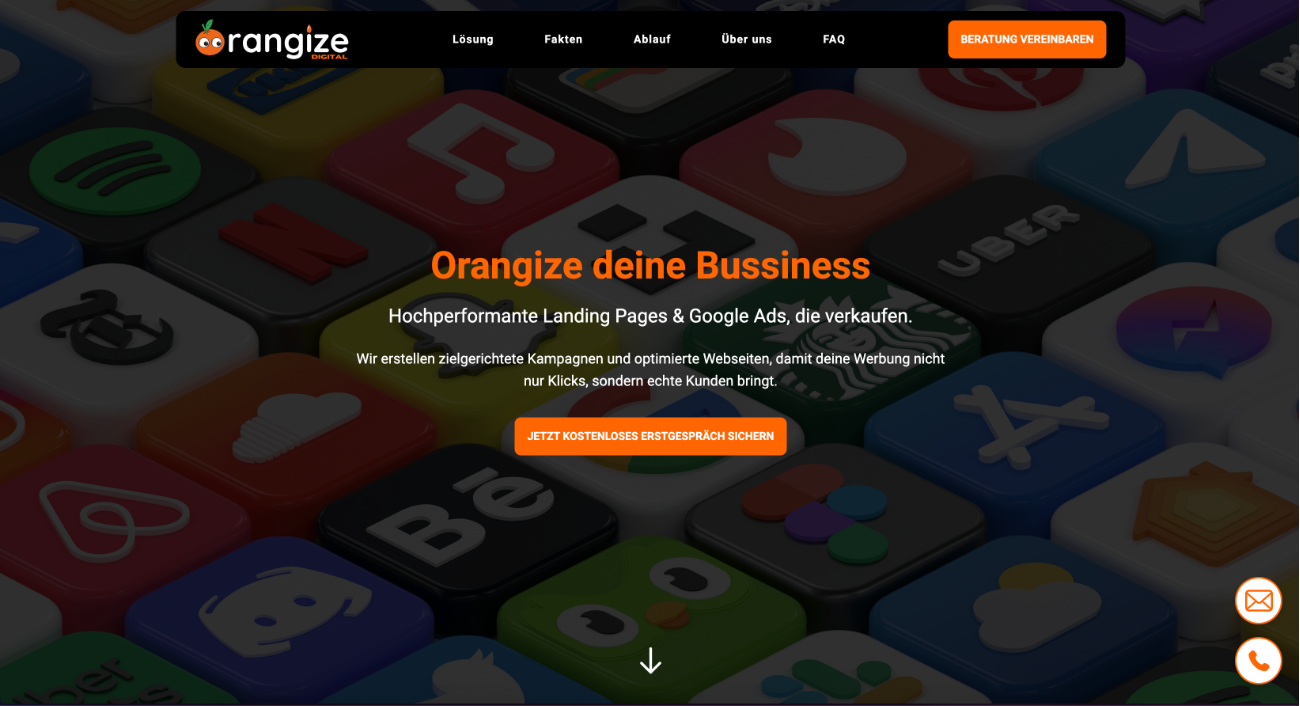 Orangize
DIGITAL
Lösung
Fakten
Ablauf
Über uns
FAQ
BERATUNG VEREINBAREN
UBER
Orangize deine Bussiness
Hochperformante Landing Pages & Google Ads, die verkaufen.
Wir erstellen zielgerichtete Kampagnen und optimierte Webseiten, damit deine Werbung nicht
nur Klicks, sondern echte Kunden bringt.
JETZT KOSTENLOSES ERSTGESPRÄCH SICHERN
Bē